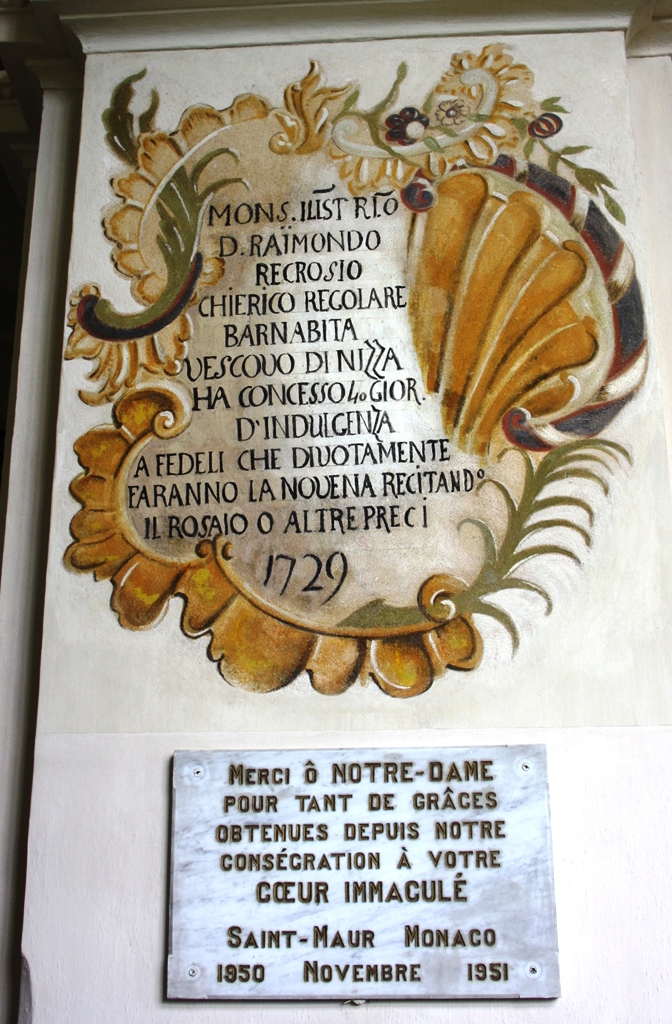 MONS. ILIST R.I.O
D. RAÏMONDO
RECROSIO
CHIERICO REGOLARE
BARNABITA
VESCOVO DI NIZZA
HA CONCESSO 40 GIOR.
D'INDULGENZA
A FEDELI CHE DIVOTAMENTE
FARANNO LA NOVENA RECITANDO
IL ROSAIO O ALTRE PRECI
1729
MERCI Ô NOTRE-DAME
POUR TANT DE GRÂCES
OBTENUES DEPUIS NOTRE
CONSÉCRATION À VOTRE
CŒUR IMMACULÉ
SAINT-MAUR MONACO
1950 NOVEMBRE 1951